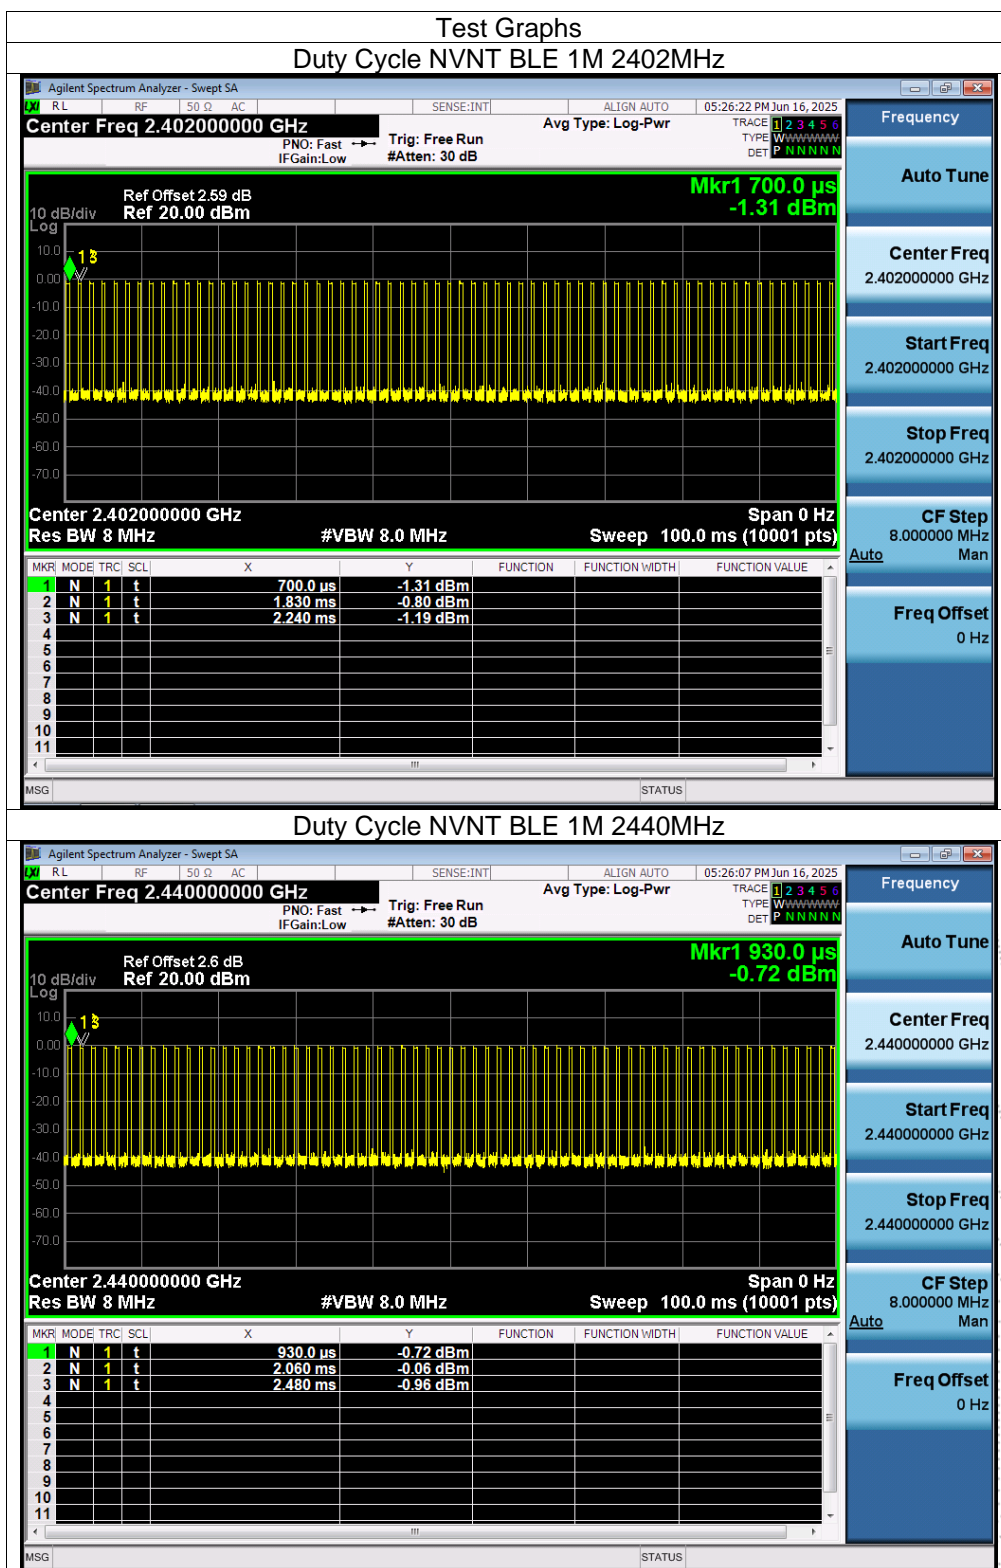 Test Graphs
Duty Cycle NVNT BLE 1M 2402MHz
Agilent Spectrum Analyzer - Swept SA
LXI RL RF 50 Ω AC SENSE:INT ALIGN AUTO 05:26:22 PM Jun 16, 2025
Center Freq 2.402000000 GHz
PNO: Fast
IFGain:Low
Trig: Free Run
#Atten: 30 dB
Avg Type: Log-Pwr
TRACE 1 2 3 4 5 6
TYPE WWWWWWW
DET P N N N N N
Frequency
Auto Tune
Center Freq
2.402000000 GHz
Start Freq
2.402000000 GHz
Stop Freq
2.402000000 GHz
CF Step
8.000000 MHz
Auto Man
Freq Offset
0 Hz
Mkr1 700.0 µs
-1.31 dBm
Ref Offset 2.59 dB
10 dB/div Ref 20.00 dBm
Log
10.0
0.00
-10.0
-20.0
-30.0
-40.0
-50.0
-60.0
-70.0
1 3
Center 2.402000000 GHz Span 0 Hz
Res BW 8 MHz #VBW 8.0 MHz Sweep 100.0 ms (10001 pts)
MKR MODE TRC SCL X Y FUNCTION FUNCTION WIDTH FUNCTION VALUE
1 N 1 t 700.0 µs -1.31 dBm
2 N 1 t 1.830 ms -0.80 dBm
3 N 1 t 2.240 ms -1.19 dBm
4
5
6
7
8
9
10
11
MSG STATUS
Duty Cycle NVNT BLE 1M 2440MHz
Agilent Spectrum Analyzer - Swept SA
LXI RL RF 50 Ω AC SENSE:INT ALIGN AUTO 05:26:07 PM Jun 16, 2025
Center Freq 2.440000000 GHz
PNO: Fast
IFGain:Low
Trig: Free Run
#Atten: 30 dB
Avg Type: Log-Pwr
TRACE 1 2 3 4 5 6
TYPE WWWWWWW
DET P N N N N N
Frequency
Auto Tune
Center Freq
2.440000000 GHz
Start Freq
2.440000000 GHz
Stop Freq
2.440000000 GHz
CF Step
8.000000 MHz
Auto Man
Freq Offset
0 Hz
Mkr1 930.0 µs
-0.72 dBm
Ref Offset 2.6 dB
10 dB/div Ref 20.00 dBm
Log
10.0
0.00
-10.0
-20.0
-30.0
-40.0
-50.0
-60.0
-70.0
1 3
Center 2.440000000 GHz Span 0 Hz
Res BW 8 MHz #VBW 8.0 MHz Sweep 100.0 ms (10001 pts)
MKR MODE TRC SCL X Y FUNCTION FUNCTION WIDTH FUNCTION VALUE
1 N 1 t 930.0 µs -0.72 dBm
2 N 1 t 2.060 ms -0.06 dBm
3 N 1 t 2.480 ms -0.96 dBm
4
5
6
7
8
9
10
11
MSG STATUS